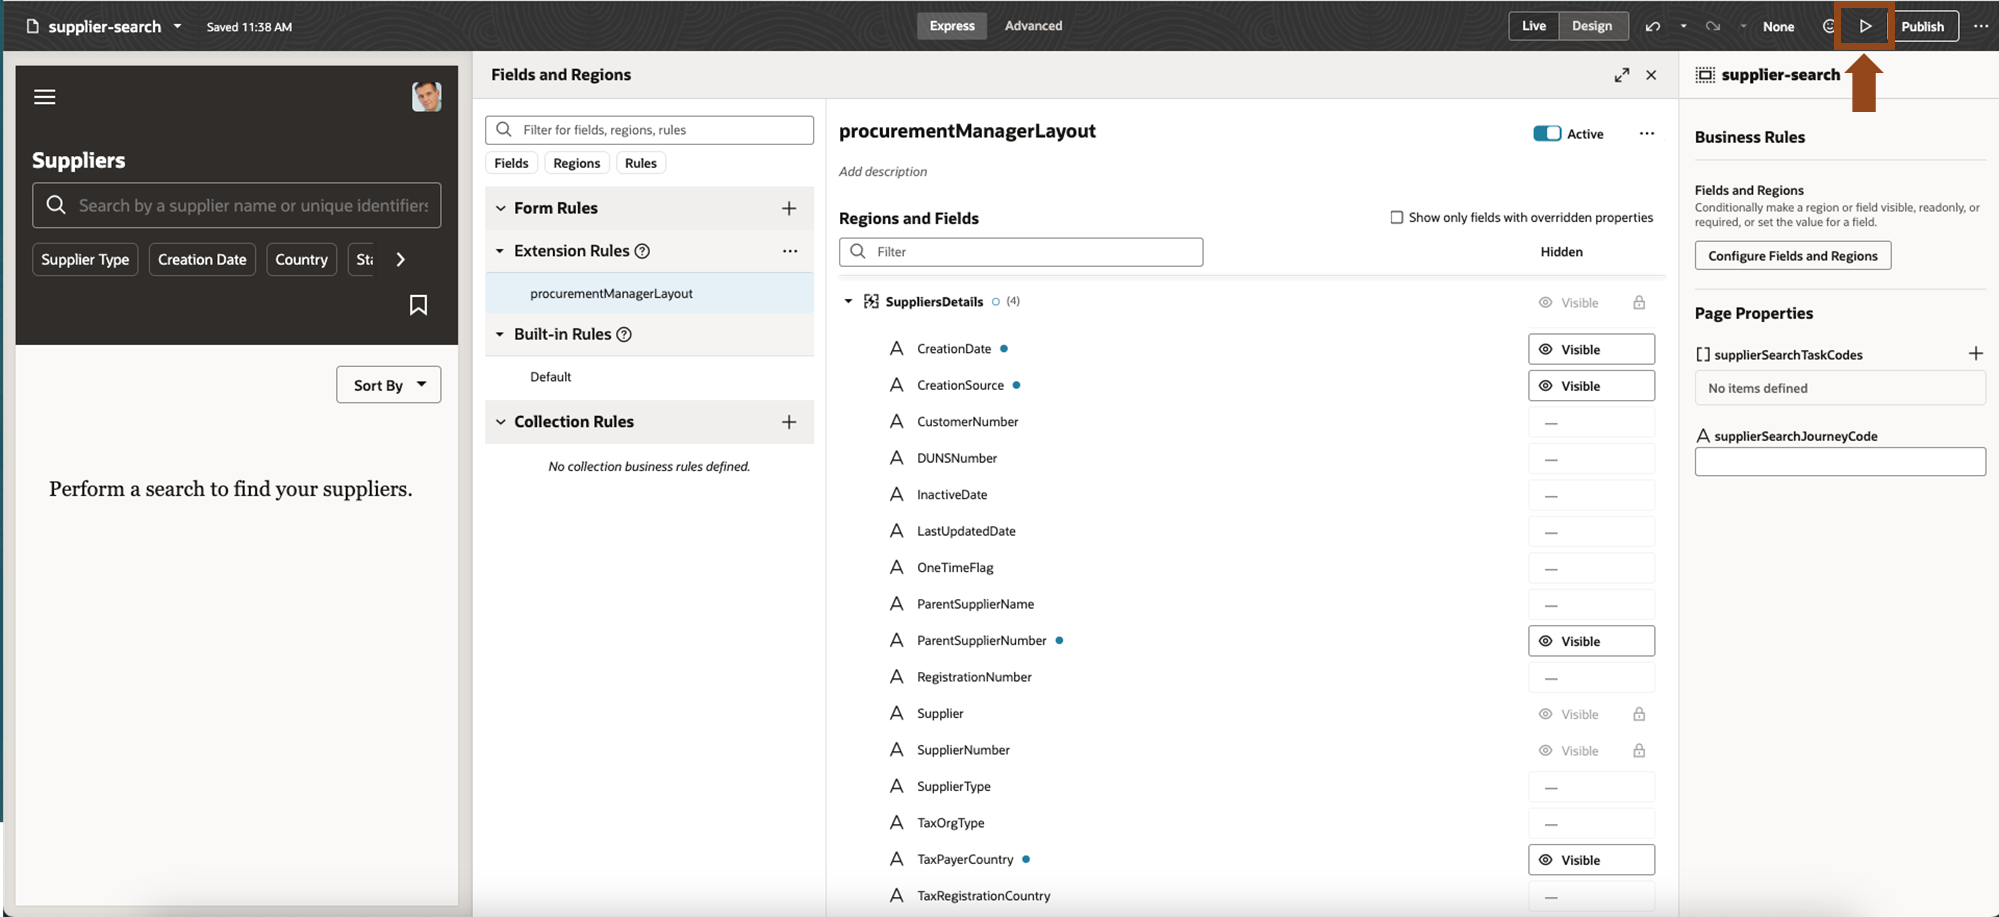 supplier-search
Saved 11:38 AM
Express
Advanced
Live
Design
None
Publish
Suppliers
Search by a supplier name or unique identifiers
Supplier Type
Creation Date
Country
Sta
Sort By
Perform a search to find your suppliers.
Fields and Regions
Filter for fields, regions, rules
Fields
Regions
Rules
Form Rules
Extension Rules
procurementManagerLayout
Built-in Rules
Default
Collection Rules
No collection business rules defined.
procurementManagerLayout
Active
Add description
Regions and Fields
Show only fields with overridden properties
Filter
Hidden
SuppliersDetails (4)
Visible
CreationDate
Visible
CreationSource
Visible
CustomerNumber
—
DUNSNumber
—
InactiveDate
—
LastUpdatedDate
—
OneTimeFlag
—
ParentSupplierName
—
ParentSupplierNumber
Visible
RegistrationNumber
—
Supplier
Visible
SupplierNumber
Visible
SupplierType
—
TaxOrgType
—
TaxPayerCountry
Visible
TaxRegistrationCountry
—
supplier-search
Business Rules
Fields and Regions
Conditionally make a region or field visible, readonly, or
required, or set the value for a field.
Configure Fields and Regions
Page Properties
supplierSearchTaskCodes
No items defined
supplierSearchJourneyCode